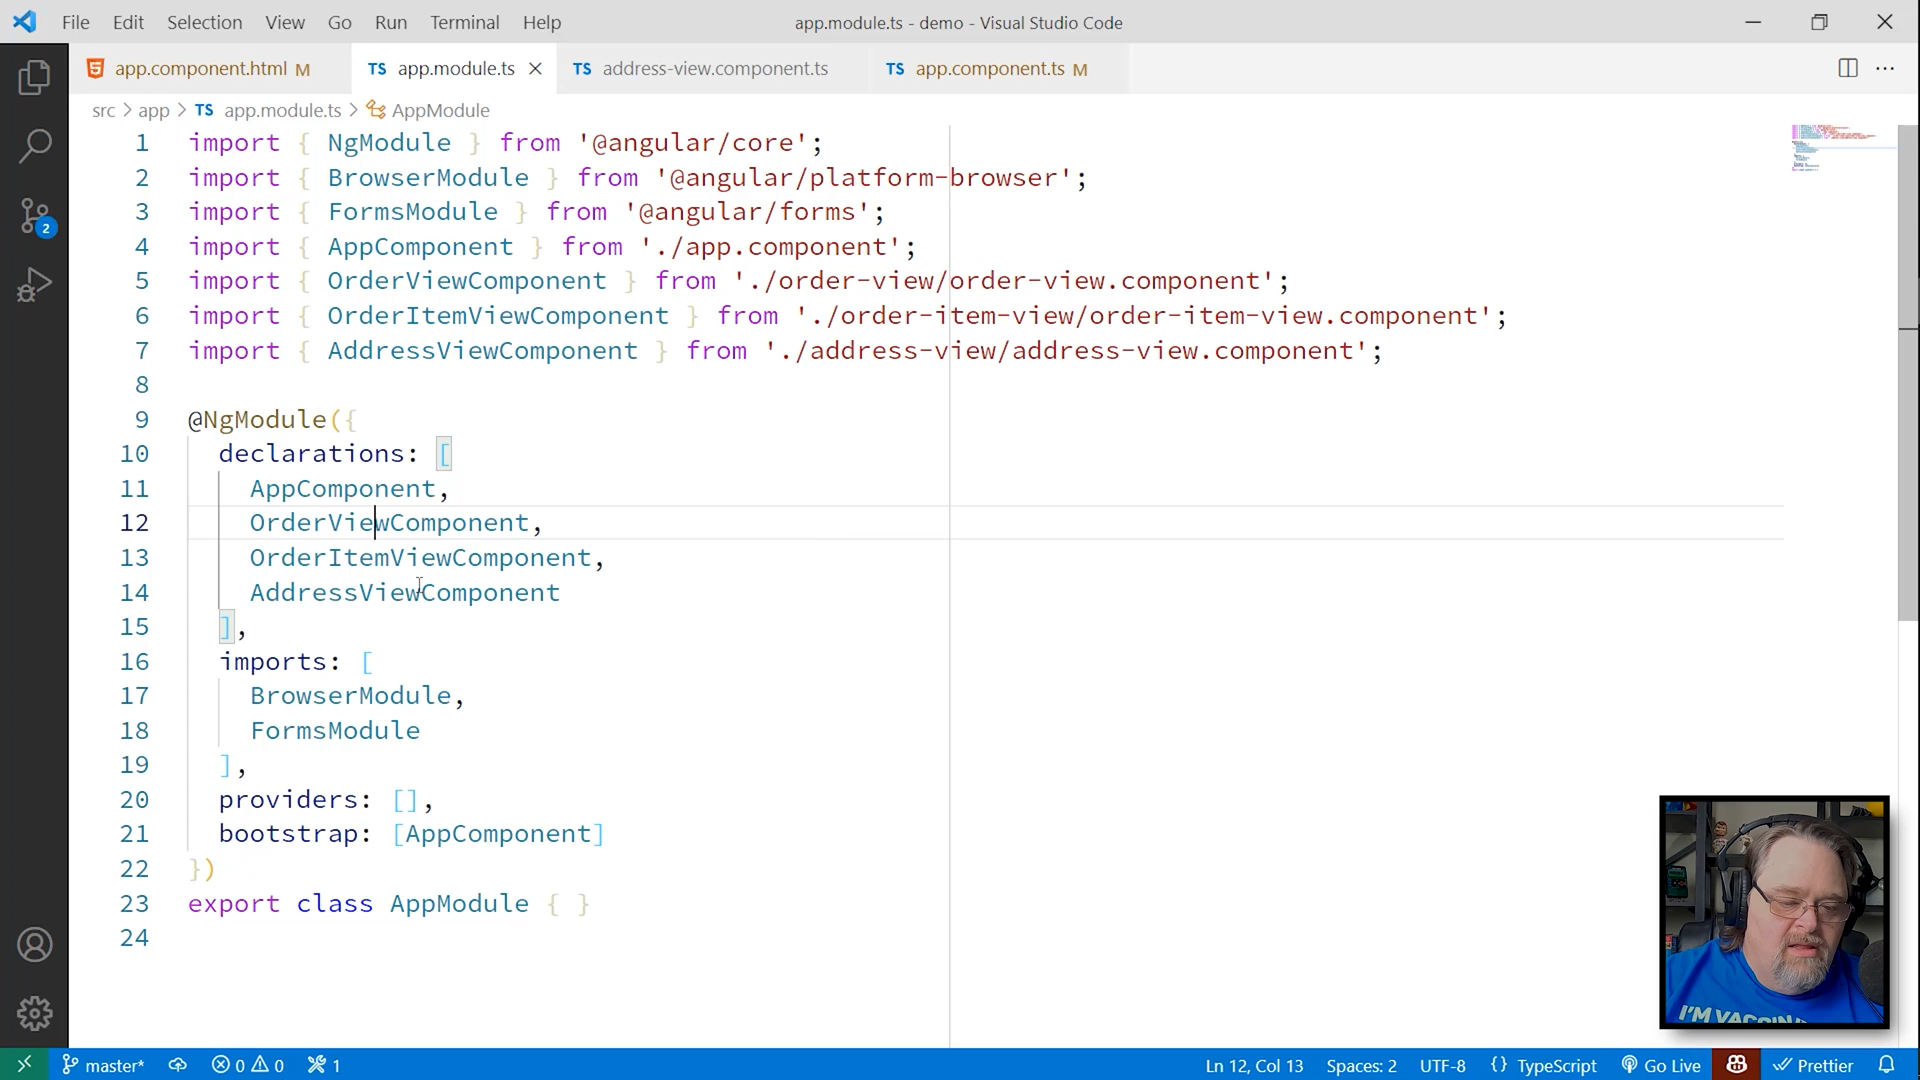 File Edit Selection View Go Run Terminal Help app.module.ts - demo - Visual Studio Code
app.component.html M TS app.module.ts TS address-view.component.ts TS app.component.ts M
src > app > TS app.module.ts > AppModule
1 import { NgModule } from '@angular/core';
2 import { BrowserModule } from '@angular/platform-browser';
3 import { FormsModule } from '@angular/forms';
4 import { AppComponent } from './app.component';
5 import { OrderViewComponent } from './order-view/order-view.component';
6 import { OrderItemViewComponent } from './order-item-view/order-item-view.component';
7 import { AddressViewComponent } from './address-view/address-view.component';
8
9 @NgModule({
10 declarations: [
11 AppComponent,
12 OrderViewComponent,
13 OrderItemViewComponent,
14 AddressViewComponent
15 ],
16 imports: [
17 BrowserModule,
18 FormsModule
19 ],
20 providers: [],
21 bootstrap: [AppComponent]
22 })
23 export class AppModule { }
24
2
I'M VACCIN
master* 0 0 1 Ln 12, Col 13 Spaces: 2 UTF-8 {} TypeScript Go Live Prettier